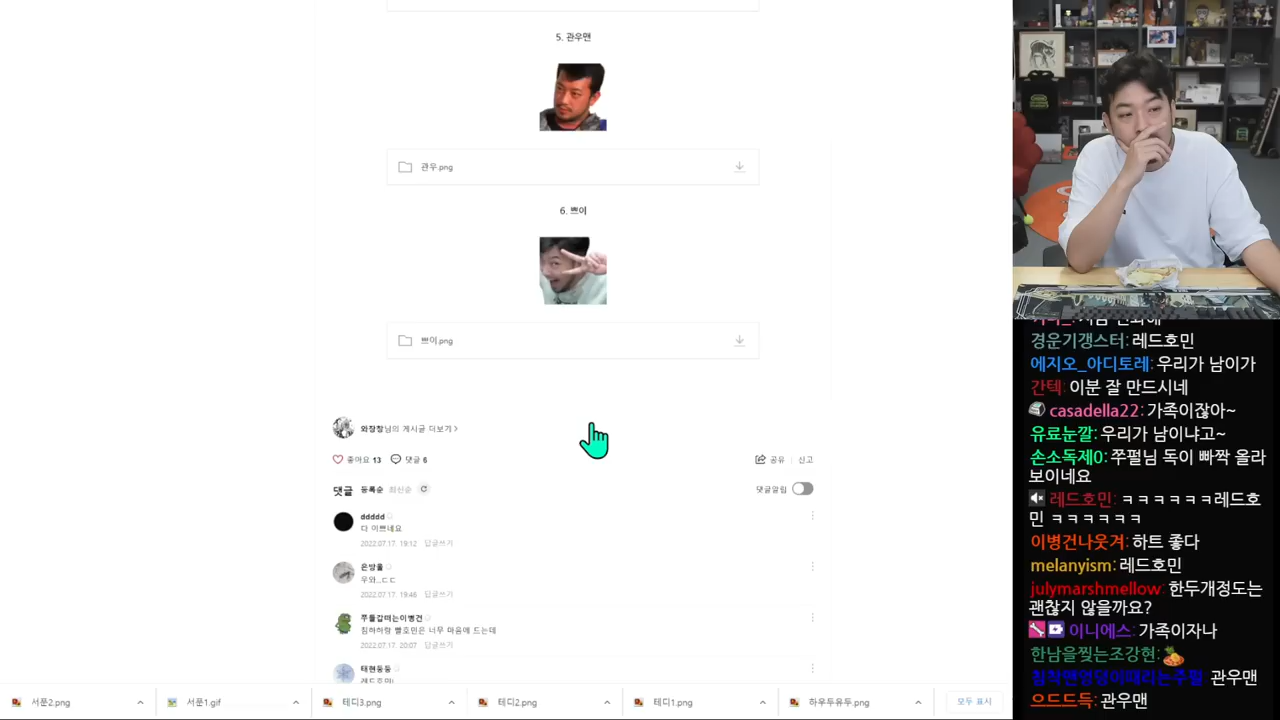 5. 관우맨
관우.png
6. 쁘이
쁘이.png
와장창님의 게시글 더보기 >
좋아요 13 댓글 6
공유 신고
댓글 등록순 최신순
댓글알림
ddddd
다 이쁘네요
2022.07.17. 19:12 답글쓰기
은방울
우와...ㄷㄷ
2022.07.17. 19:46 답글쓰기
쭈들갑떠는이병건
침하하랑 빨호민은 너무 마음에 드는데
2022.07.17. 20:07 답글쓰기
태현둥둥
레드호미!
서폰2.png
서폰1.gif
테디3.png
테디2.png
테디1.png
하우두유두.png
모두 표시
경운기갱스터: 레드호민
에지오_아디토레: 우리가 남이가
간텍: 이분 잘 만드시네
casadella22: 가족이잖아~
유료눈깔: 우리가 남이냐고~
손소독제0: 쭈펄님 독이 빠짝 올라
보이네요
레드호민: ㅋㅋㅋㅋㅋㅋ레드호
민 ㅋㅋㅋㅋㅋㅋ
이병건나웃겨: 하트 좋다
melanyism: 레드호민
julymarshmellow: 한두개정도는
괜찮지 않을까요?
이니에스: 가족이자나
한남을찢는조강현:
침착맨엉덩이때리는주펄 관우맨
으드드득: 관우맨